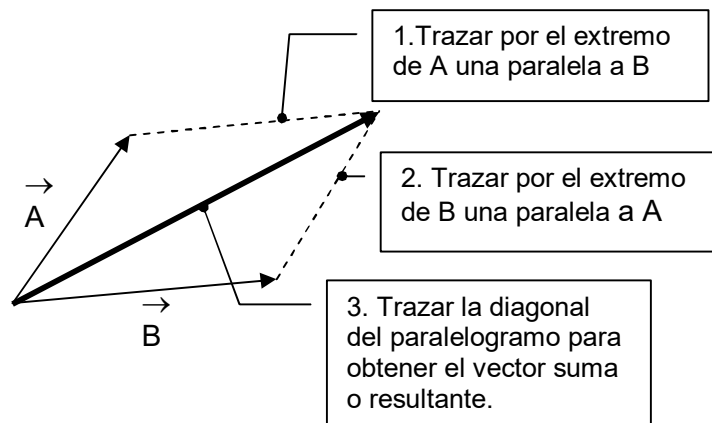 1.Trazar por el extremo
de A una paralela a B
A
2. Trazar por el extremo
de B una paralela a A
B
3. Trazar la diagonal
del paralelogramo para
obtener el vector suma
o resultante.